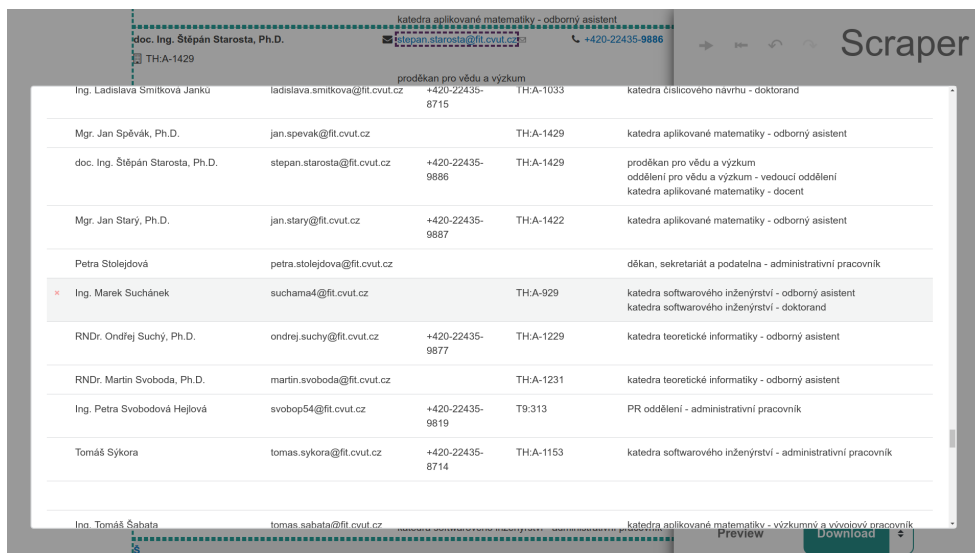 katedra aplikované matematiky - odborný asistent
doc. Ing. Štěpán Starosta, Ph.D. stepan.starosta@fit.cvut.cz +420-22435-9886
TH:A-1429
Scraper
proděkan pro vědu a výzkum
Ing. Ladislava Smítková Janků ladislava.smitkova@fit.cvut.cz +420-22435- TH:A-1033 katedra číslicového návrhu - doktorand
8715
Mgr. Jan Spěvák, Ph.D. jan.spevak@fit.cvut.cz TH:A-1429 katedra aplikované matematiky - odborný asistent
doc. Ing. Štěpán Starosta, Ph.D. stepan.starosta@fit.cvut.cz +420-22435- TH:A-1429 proděkan pro vědu a výzkum
9886 oddělení pro vědu a výzkum - vedoucí oddělení
katedra aplikované matematiky - docent
Mgr. Jan Starý, Ph.D. jan.stary@fit.cvut.cz +420-22435- TH:A-1422 katedra aplikované matematiky - odborný asistent
9887
Petra Stolejdová petra.stolejdova@fit.cvut.cz děkan, sekretariát a podatelna - administrativní pracovník
× Ing. Marek Suchánek suchama4@fit.cvut.cz TH:A-929 katedra softwarového inženýrství - odborný asistent
katedra softwarového inženýrství - doktorand
RNDr. Ondřej Suchý, Ph.D. ondrej.suchy@fit.cvut.cz +420-22435- TH:A-1229 katedra teoretické informatiky - odborný asistent
9877
RNDr. Martin Svoboda, Ph.D. martin.svoboda@fit.cvut.cz TH:A-1231 katedra teoretické informatiky - odborný asistent
Ing. Petra Svobodová Hejlová svobop54@fit.cvut.cz +420-22435- T9:313 PR oddělení - administrativní pracovník
9819
Tomáš Sýkora tomas.sykora@fit.cvut.cz +420-22435- TH:A-1153 katedra softwarového inženýrství - administrativní pracovník
8714
Ing. Tomáš Šabata tomas.sabata@fit.cvut.cz katedra aplikované matematiky - výzkumný a vývojový pracovník
katedra softwarového inženýrství - administrativní pracovník
Preview Download
Š